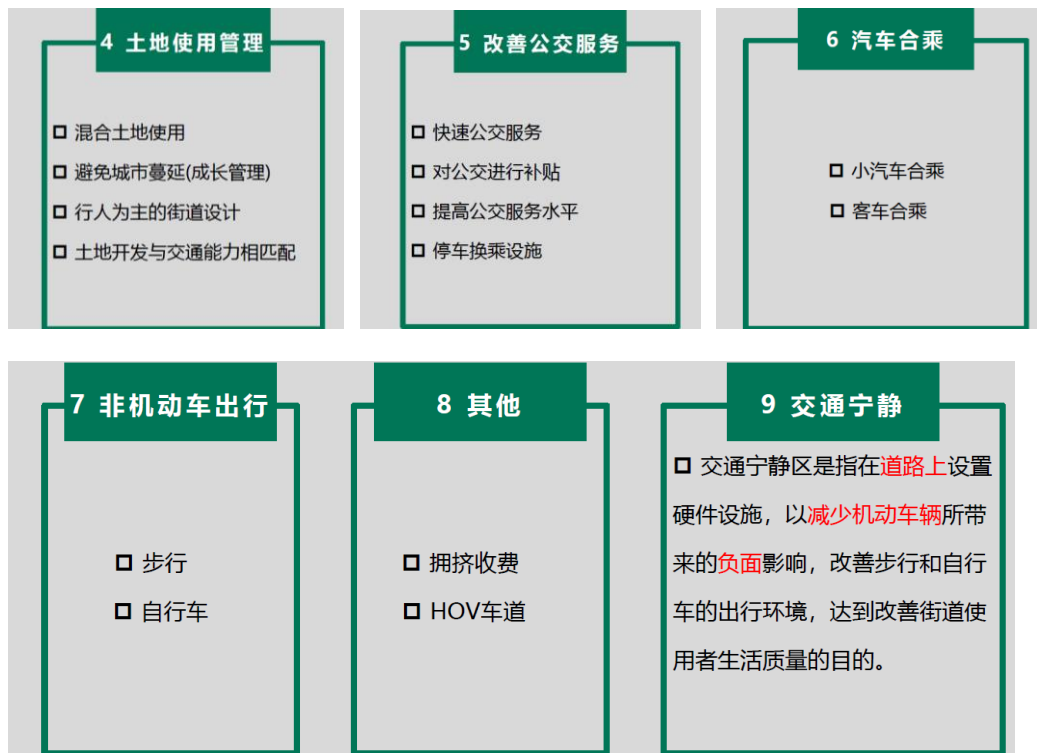 4 土地使用管理
混合土地使用
避免城市蔓延(成长管理)
行人为主的街道设计
土地开发与交通能力相匹配
5 改善公交服务
快速公交服务
对公交进行补贴
提高公交服务水平
停车换乘设施
6 汽车合乘
小汽车合乘
客车合乘
7 非机动车出行
步行
自行车
8 其他
拥挤收费
HOV车道
9 交通宁静
交通宁静区是指在道路上设置
硬件设施，以减少机动车辆所带
来的负面影响，改善步行和自行
车的出行环境，达到改善街道使
用者生活质量的目的。